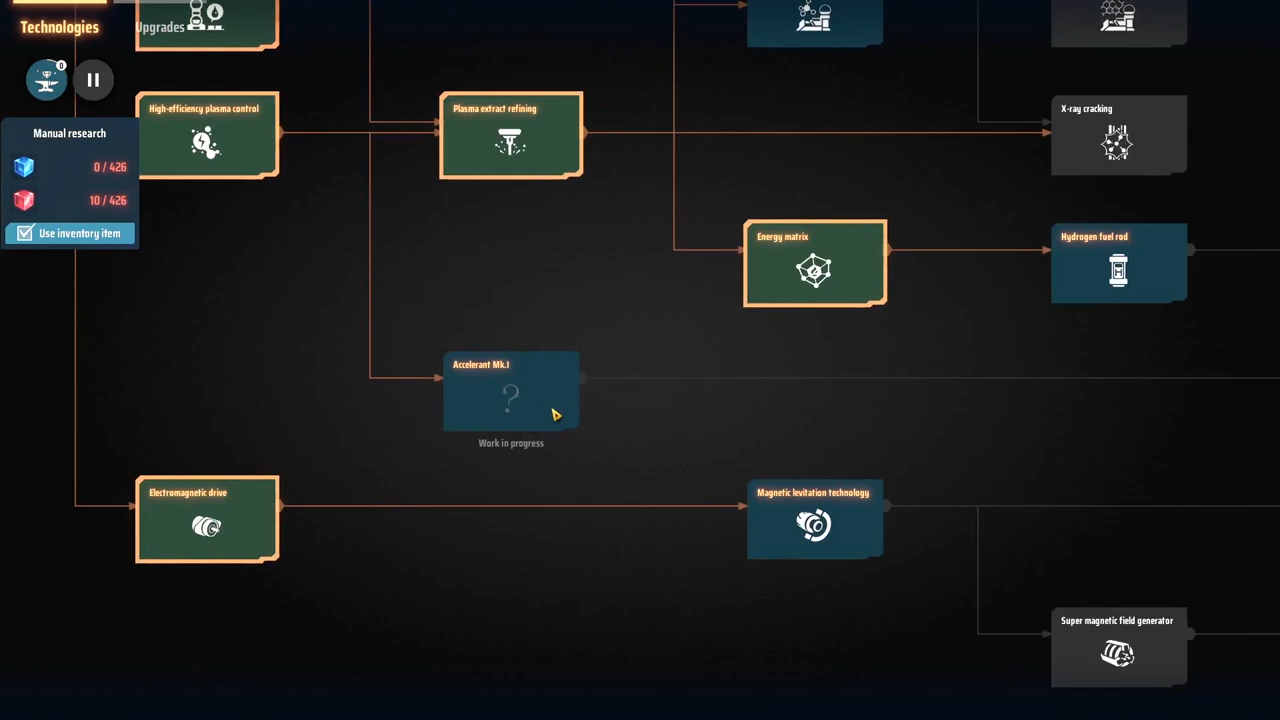 Technologies
Upgrades
0
Manual research
0 / 426
10 / 426
Use inventory item
High-efficiency plasma control
Plasma extract refining
X-ray cracking
Energy matrix
Hydrogen fuel rod
Accelerant Mk.I
?
Work in progress
Electromagnetic drive
Magnetic levitation technology
Super magnetic field generator